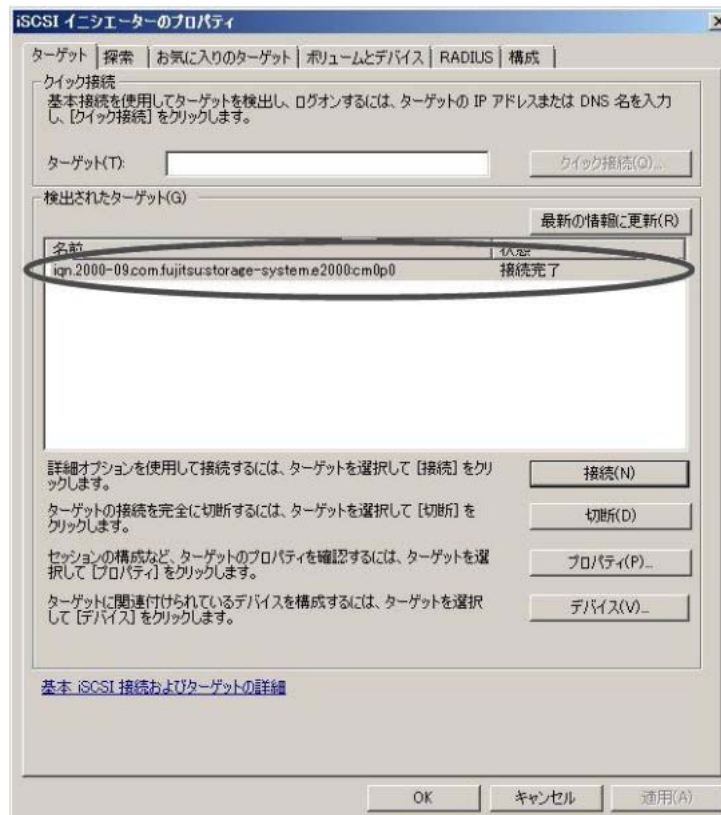 iSCSI イニシエーターのプロパティ
ターゲット 探索 お気に入りのターゲット ボリュームとデバイス RADIUS 構成
クイック接続
基本接続を使用してターゲットを検出し、ログオンするには、ターゲットの IP アドレスまたは DNS 名を入力
し、[クイック接続] をクリックします。
ターゲット(T): クイック接続(Q)...
検出されたターゲット(G)
最新の情報に更新(R)
名前 状態
iqn.2000-09.com.fujitsu:storage-system.e2000:cm0p0 接続完了
詳細オプションを使用して接続するには、ターゲットを選択して [接続] をクリ
ックします。
接続(N)
ターゲットの接続を完全に切断するには、ターゲットを選択して [切断] を
クリックします。
切断(D)
セッションの構成など、ターゲットのプロパティを確認するには、ターゲットを選
択して [プロパティ] をクリックします。
プロパティ(P)...
ターゲットに関連付けられているデバイスを構成するには、ターゲットを選択
して [デバイス] をクリックします。
デバイス(V)...
基本 iSCSI 接続およびターゲットの詳細
OK キャンセル 適用(A)